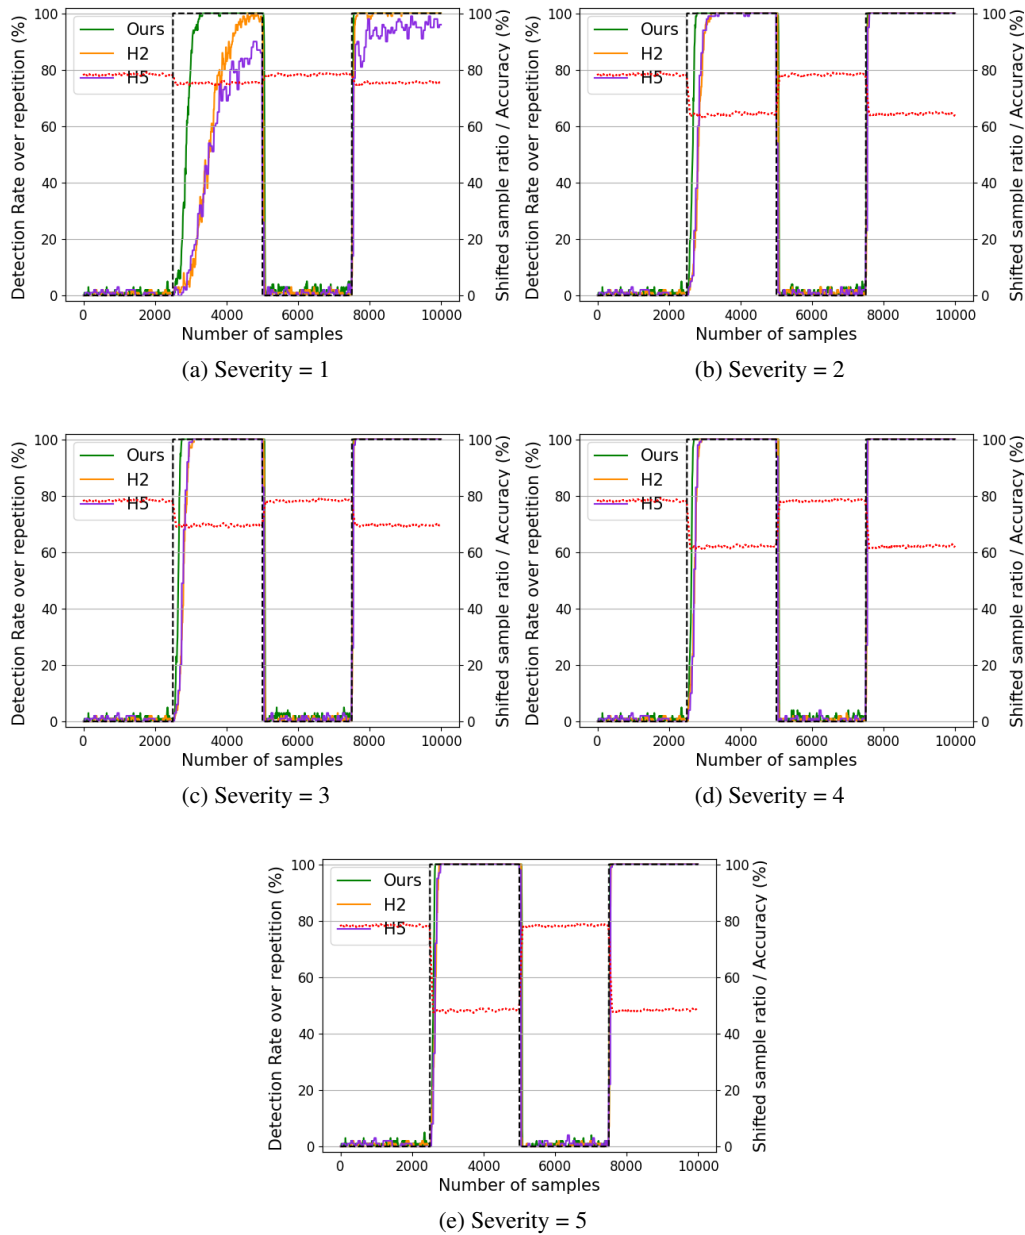 Detection Rate over repetition (%)
100
80
60
40
20
0
Ours
H2
H5
100
80
60
40
20
0
Shifted sample ratio / Accuracy (%)
0 2000 4000 6000 8000 10000
Number of samples
(a) Severity = 1
Detection Rate over repetition (%)
100
80
60
40
20
0
Ours
H2
H5
100
80
60
40
20
0
Shifted sample ratio / Accuracy (%)
0 2000 4000 6000 8000 10000
Number of samples
(b) Severity = 2
Detection Rate over repetition (%)
100
80
60
40
20
0
Ours
H2
H5
100
80
60
40
20
0
Shifted sample ratio / Accuracy (%)
0 2000 4000 6000 8000 10000
Number of samples
(c) Severity = 3
Detection Rate over repetition (%)
100
80
60
40
20
0
Ours
H2
H5
100
80
60
40
20
0
Shifted sample ratio / Accuracy (%)
0 2000 4000 6000 8000 10000
Number of samples
(d) Severity = 4
Detection Rate over repetition (%)
100
80
60
40
20
0
Ours
H2
H5
100
80
60
40
20
0
Shifted sample ratio / Accuracy (%)
0 2000 4000 6000 8000 10000
Number of samples
(e) Severity = 5